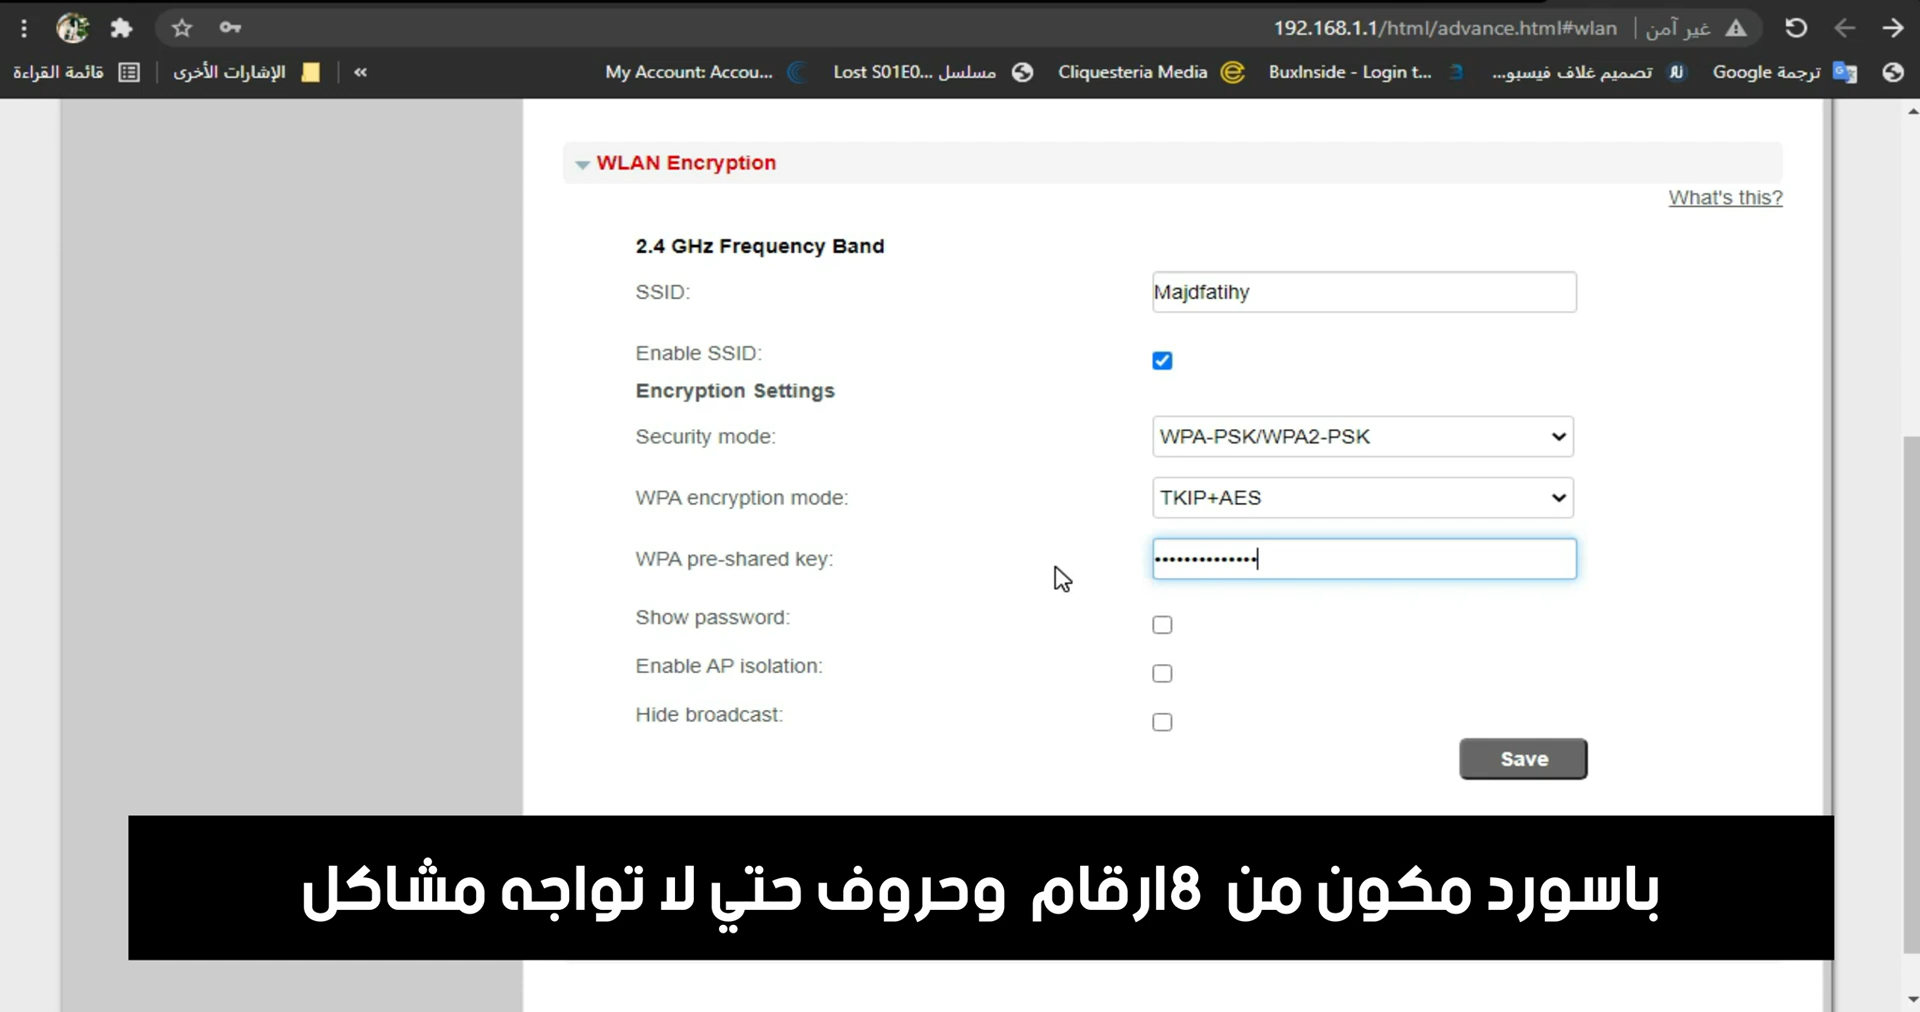 192.168.1.1/html/advance.html#wlan
غير آمن
ترجمة Google
تصميم غلاف فيسبو...
BuxInside - Login t...
Cliquesteria Media
مسلسل Lost S01E0...
My Account: Accou...
«
الإشارات الأخرى
قائمة القراءة
WLAN Encryption
What's this?
2.4 GHz Frequency Band
SSID: Majdfatihy
Enable SSID:
Encryption Settings
Security mode: WPA-PSK/WPA2-PSK
WPA encryption mode: TKIP+AES
WPA pre-shared key: ••••••••••••••
Show password:
Enable AP isolation:
Hide broadcast:
Save
باسورد مكون من 8ارقام وحروف حتي لا تواجه مشاكل